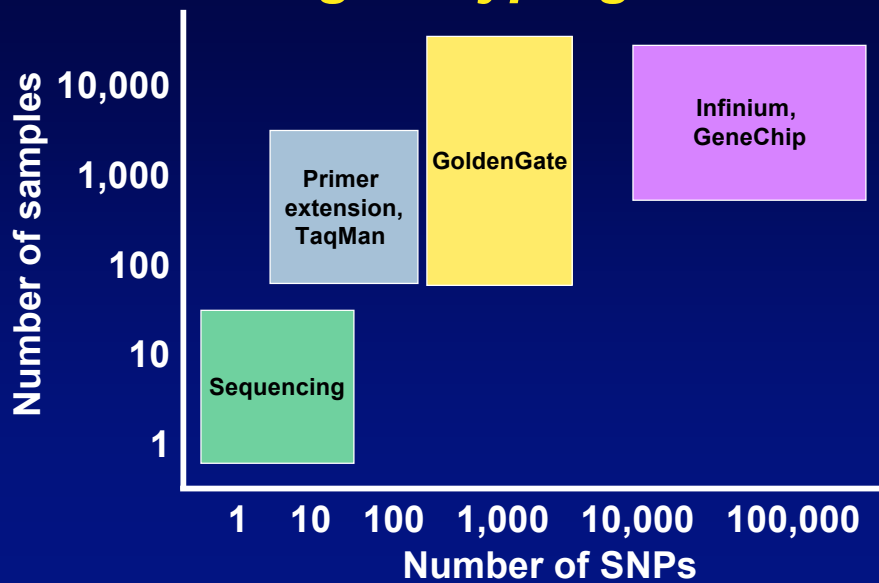 genotyping
Number of samples
10,000
1,000
100
10
1
Infinium,
GeneChip
GoldenGate
Primer
extension,
TaqMan
Sequencing
1 10 100 1,000 10,000 100,000
Number of SNPs